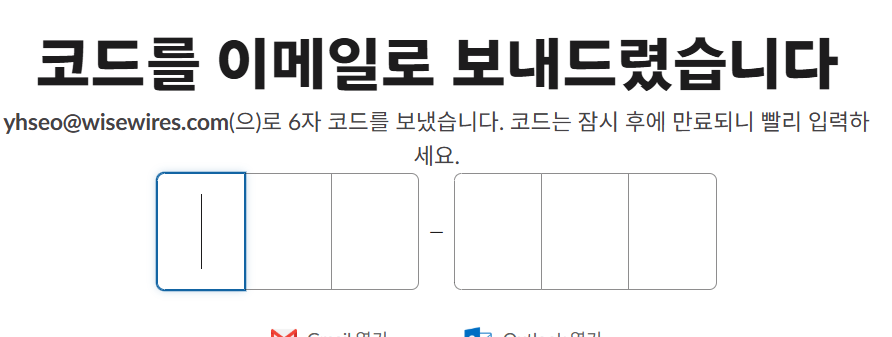 코드를 이메일로 보내드렸습니다
yhseo@wisewires.com(으)로 6자 코드를 보냈습니다. 코드는 잠시 후에 만료되니 빨리 입력하
세요.
–